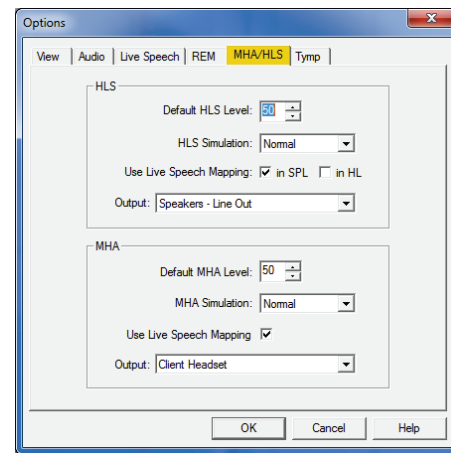 Options
View Audio Live Speech REM MHA/HLS Tymp
HLS
Default HLS Level: 50
HLS Simulation: Normal
Use Live Speech Mapping: in SPL in HL
Output: Speakers - Line Out
MHA
Default MHA Level: 50
MHA Simulation: Normal
Use Live Speech Mapping
Output: Client Headset
OK Cancel Help